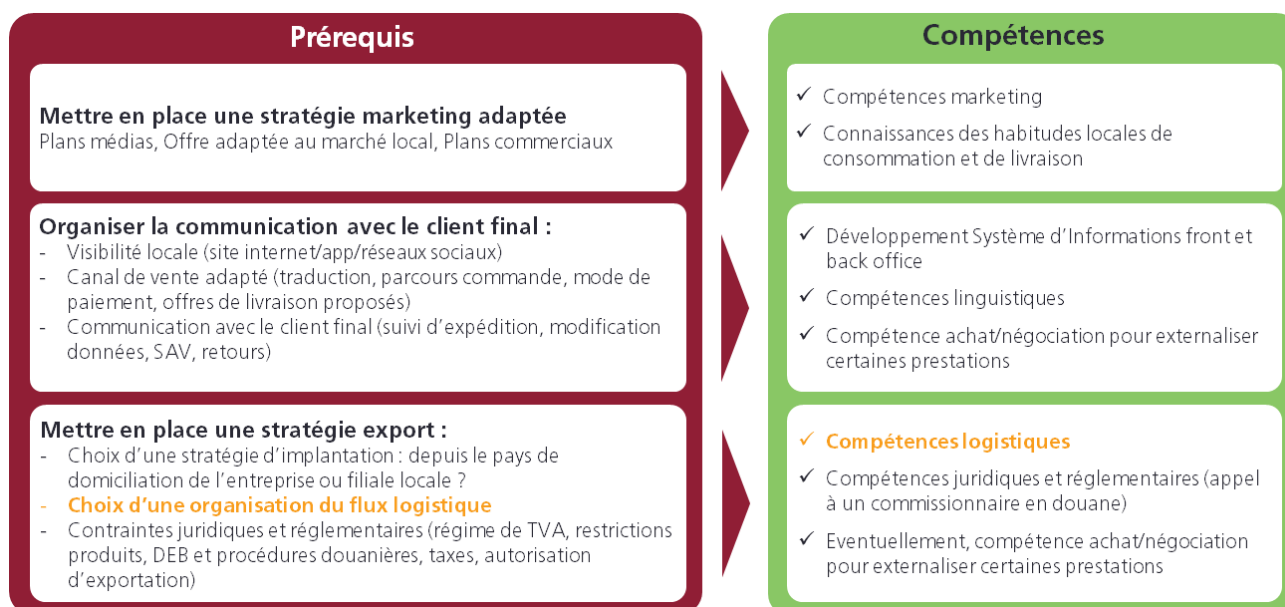 Prérequis
Mettre en place une stratégie marketing adaptée
Plans médias, Offre adaptée au marché local, Plans commerciaux
Organiser la communication avec le client final :
- Visibilité locale (site internet/app/réseaux sociaux)
- Canal de vente adapté (traduction, parcours commande, mode de
paiement, offres de livraison proposés)
- Communication avec le client final (suivi d'expédition, modification
données, SAV, retours)
Mettre en place une stratégie export :
- Choix d'une stratégie d'implantation : depuis le pays de
domiciliation de l'entreprise ou filiale locale ?
- Choix d'une organisation du flux logistique
- Contraintes juridiques et réglementaires (régime de TVA, restrictions
produits, DEB et procédures douanières, taxes, autorisation
d'exportation)
Compétences
✓ Compétences marketing
✓ Connaissances des habitudes locales de
consommation et de livraison
✓ Développement Système d'Informations front et
back office
✓ Compétences linguistiques
✓ Compétence achat/négociation pour externaliser
certaines prestations
✓ Compétences logistiques
✓ Compétences juridiques et réglementaires (appel
à un commissionnaire en douane)
✓ Eventuellement, compétence achat/négociation
pour externaliser certaines prestations